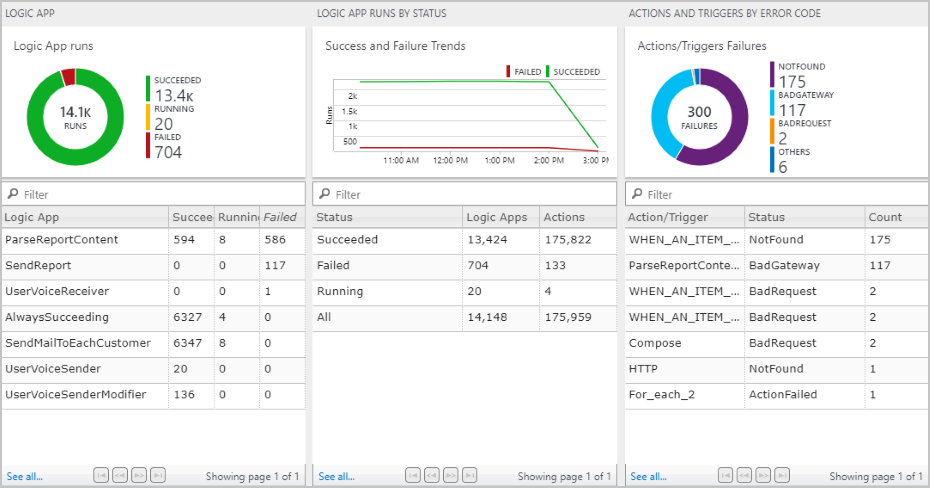 LOGIC APP
Logic App runs
14.1K
RUNS
SUCCEEDED
13.4K
RUNNING
20
FAILED
704
Filter
Logic App Succee Runnin Failed
ParseReportContent 594 8 586
SendReport 0 0 117
UserVoiceReceiver 0 0 1
AlwaysSucceeding 6327 4 0
SendMailToEachCustomer 6347 8 0
UserVoiceSender 20 0 0
UserVoiceSenderModifier 136 0 0
See all... Showing page 1 of 1
LOGIC APP RUNS BY STATUS
Success and Failure Trends
FAILED SUCCEEDED
Runs
2k
1.5k
1k
500
11:00 AM 12:00 PM 1:00 PM 2:00 PM 3:00 PM
Filter
Status Logic Apps Actions
Succeeded 13,424 175,822
Failed 704 133
Running 20 4
All 14,148 175,959
See all... Showing page 1 of 1
ACTIONS AND TRIGGERS BY ERROR CODE
Actions/Triggers Failures
300
FAILURES
NOTFOUND
175
BADGATEWAY
117
BADREQUEST
2
OTHERS
6
Filter
Action/Trigger Status Count
WHEN_AN_ITEM_... NotFound 175
ParseReportConte... BadGateway 117
WHEN_AN_ITEM_... BadRequest 2
WHEN_AN_ITEM_... BadRequest 2
Compose BadRequest 2
HTTP NotFound 1
For_each_2 ActionFailed 1
See all... Showing page 1 of 1